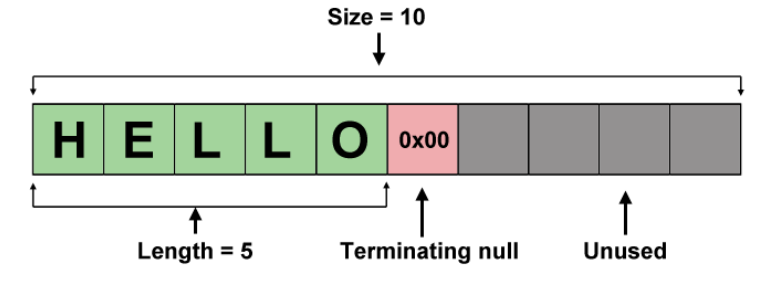 Size = 10
H E L L O 0x00
Length = 5 Terminating null Unused